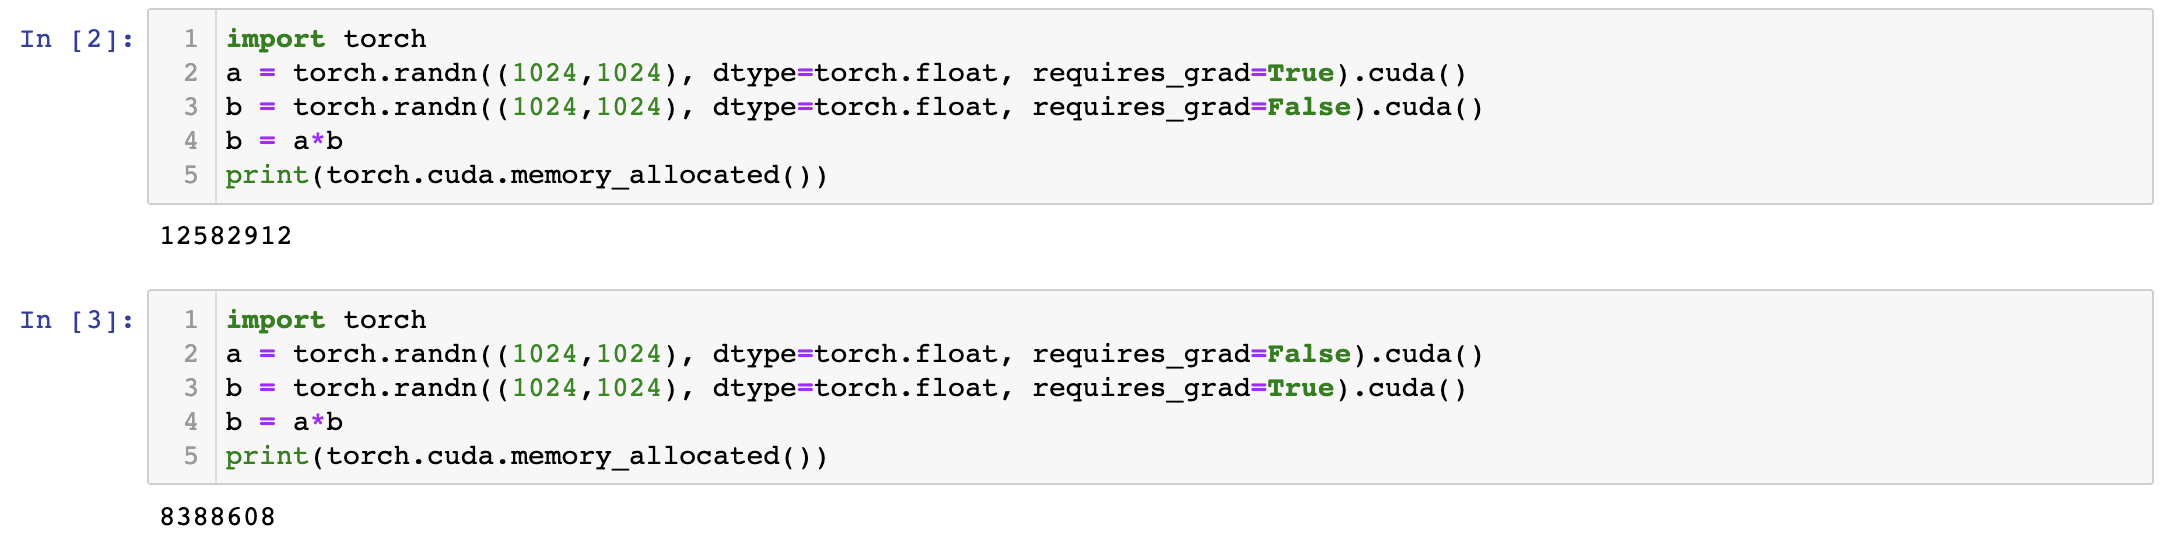 In [2]:
1 import torch
2 a = torch.randn((1024,1024), dtype=torch.float, requires_grad=True).cuda()
3 b = torch.randn((1024,1024), dtype=torch.float, requires_grad=False).cuda()
4 b = a*b
5 print(torch.cuda.memory_allocated())
12582912
In [3]:
1 import torch
2 a = torch.randn((1024,1024), dtype=torch.float, requires_grad=False).cuda()
3 b = torch.randn((1024,1024), dtype=torch.float, requires_grad=True).cuda()
4 b = a*b
5 print(torch.cuda.memory_allocated())
8388608